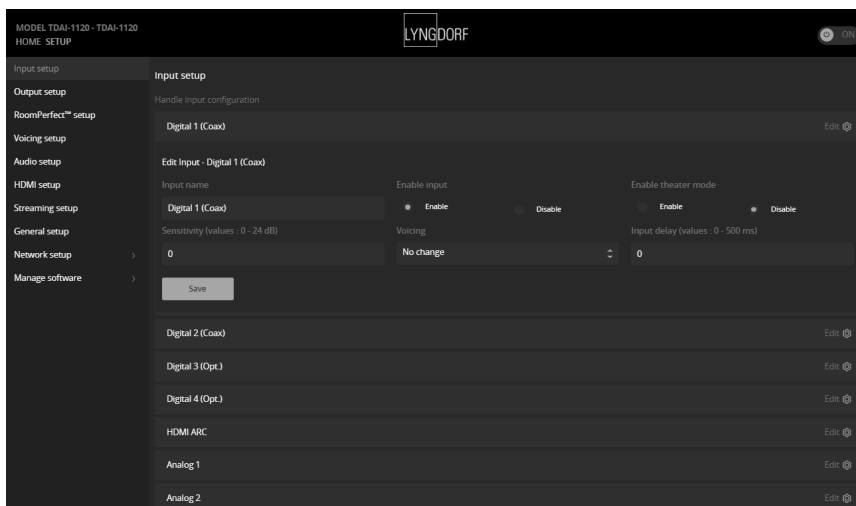 MODEL TDAI-1120 - TDAI-1120
HOME SETUP
LYNGDORF
ON
Input setup
Output setup
RoomPerfect™ setup
Voicing setup
Audio setup
HDMI setup
Streaming setup
General setup
Network setup
Manage software
Input setup
Handle input configuration
Digital 1 (Coax) Edit
Edit Input - Digital 1 (Coax)
Input name Enable input Enable theater mode
Digital 1 (Coax) Enable Disable Enable Disable
Sensitivity (values : 0 - 24 dB) Voicing Input delay (values : 0 - 500 ms)
0 No change 0
Save
Digital 2 (Coax) Edit
Digital 3 (Opt.) Edit
Digital 4 (Opt.) Edit
HDMI ARC Edit
Analog 1 Edit
Analog 2 Edit